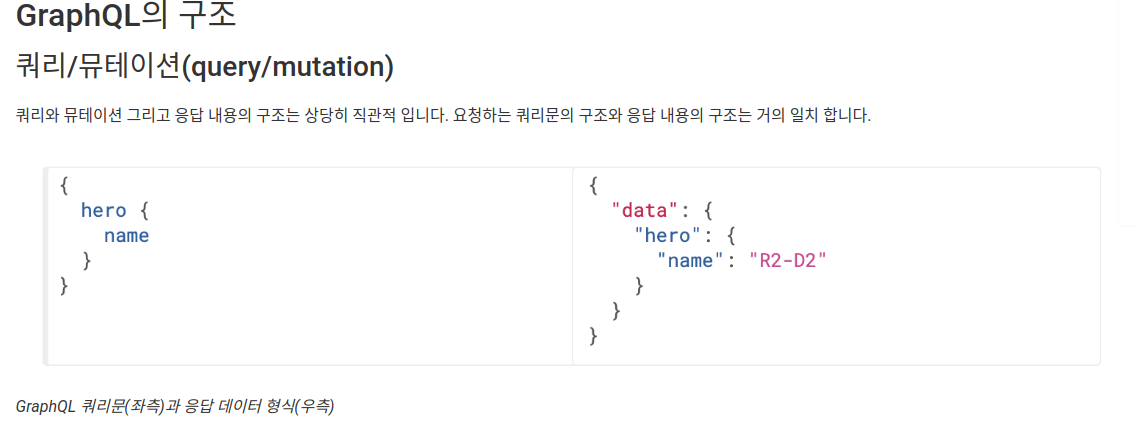 GraphQL의 구조
쿼리/뮤테이션(query/mutation)
쿼리와 뮤테이션 그리고 응답 내용의 구조는 상당히 직관적 입니다. 요청하는 쿼리문의 구조와 응답 내용의 구조는 거의 일치 합니다.
{
  hero {
    name
  }
}
{
  "data": {
    "hero": {
      "name": "R2-D2"
    }
  }
}
GraphQL 쿼리문(좌측)과 응답 데이터 형식(우측)